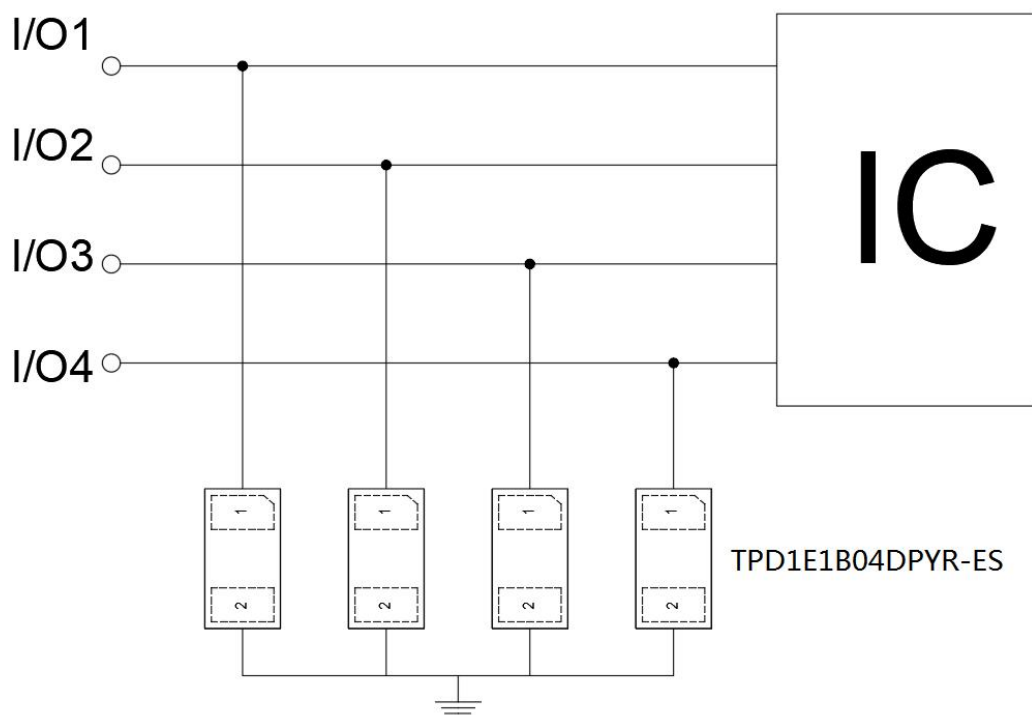 I/O1
I/O2
I/O3
I/O4
IC
1 1 1 1
2 2 2 2
TPD1E1B04DPYR-ES